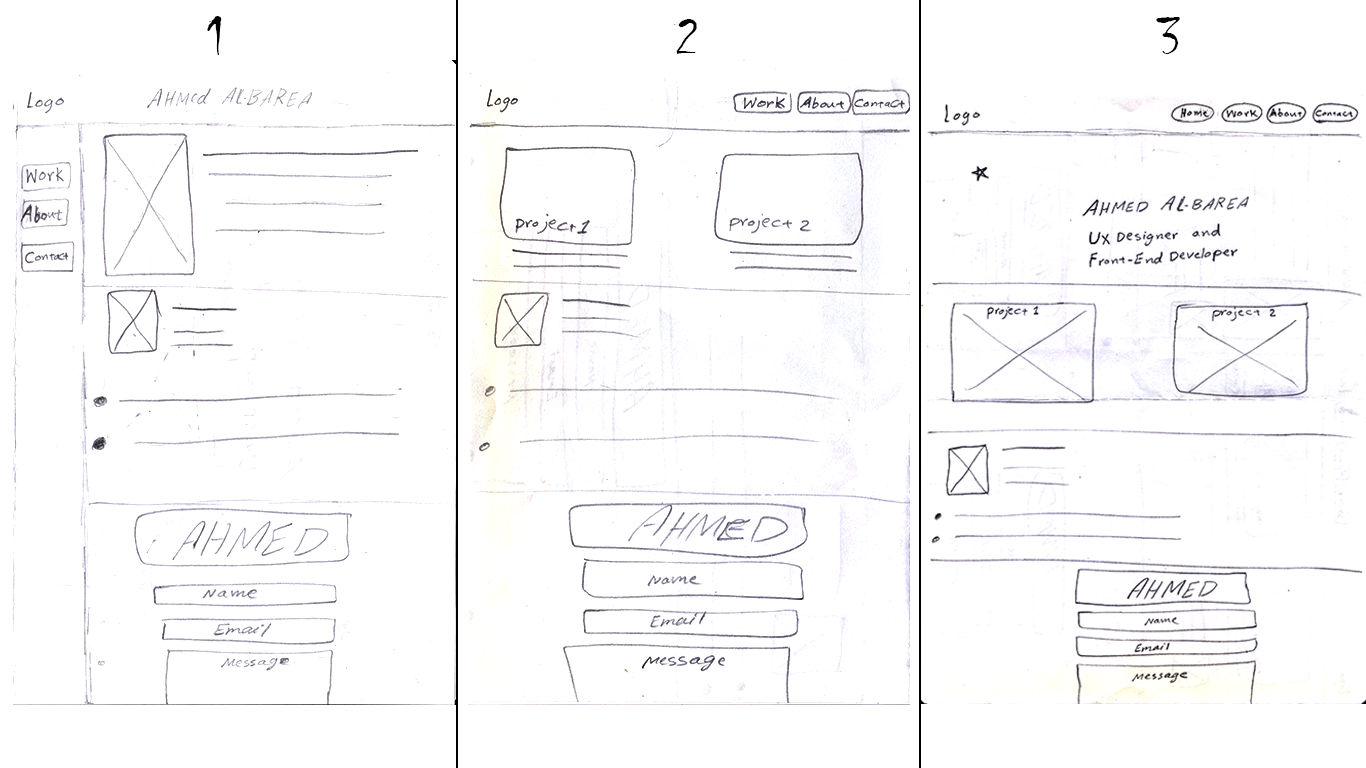 1
Logo
AHMed AL-BAREA
Work
About
Contact
AHMED
Name
Email
Message
2
Logo
Work About Contact
project 1
project 2
AHMED
Name
Email
Message
3
Logo
Home Work About Contact
AHMED AL-BAREA
Ux Designer and
Front-End Developer
project 1
project 2
AHMED
Name
Email
Message